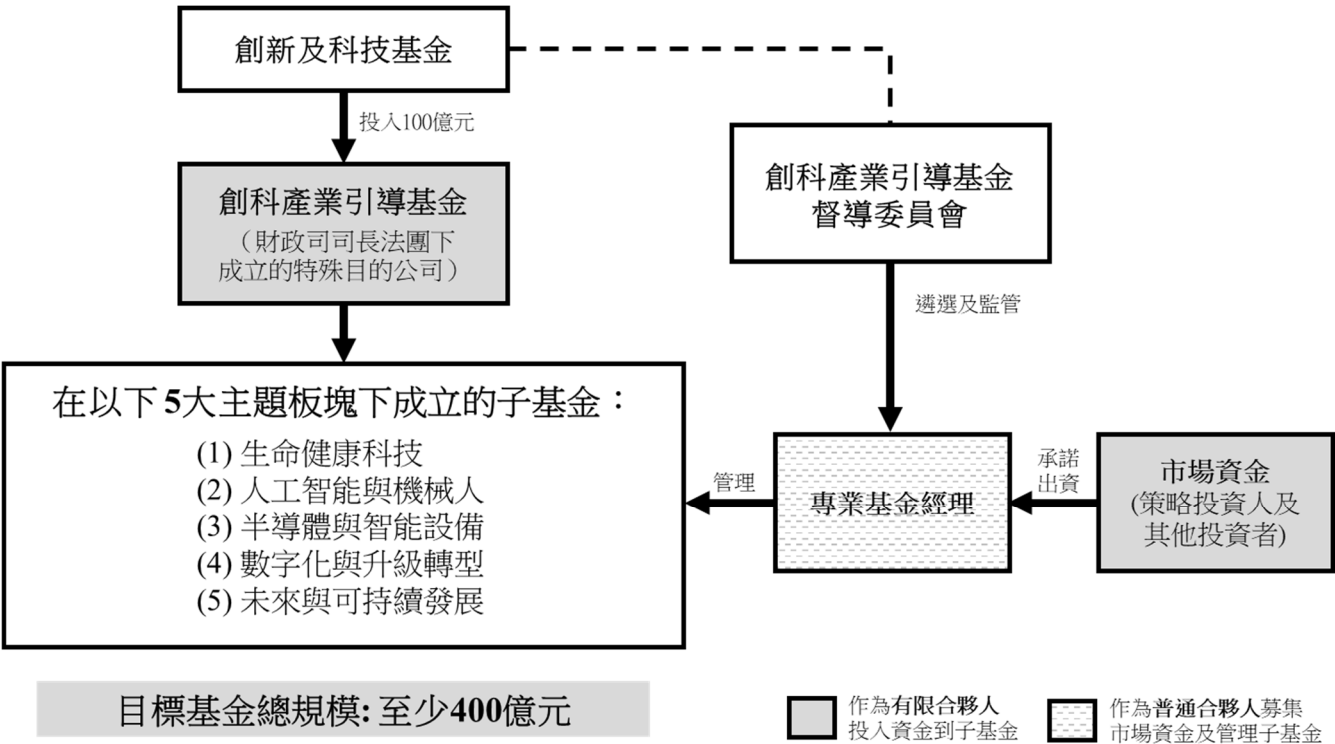 創新及科技基金
投入100億元
創科產業引導基金
（財政司司長法團下
成立的特殊目的公司）
創科產業引導基金
督導委員會
遴選及監管
在以下5大主題板塊下成立的子基金：
(1) 生命健康科技
(2) 人工智能與機械人
(3) 半導體與智能設備
(4) 數字化與升級轉型
(5) 未來與可持續發展
管理
專業基金經理
承諾
出資
市場資金
(策略投資人及
其他投資者)
目標基金總規模: 至少400億元
作為有限合夥人
投入資金到子基金
作為普通合夥人募集
市場資金及管理子基金